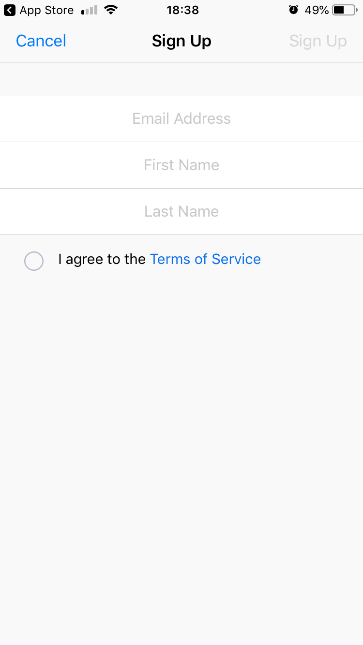 App Store 18:38 49%
Cancel Sign Up Sign Up
Email Address
First Name
Last Name
I agree to the Terms of Service